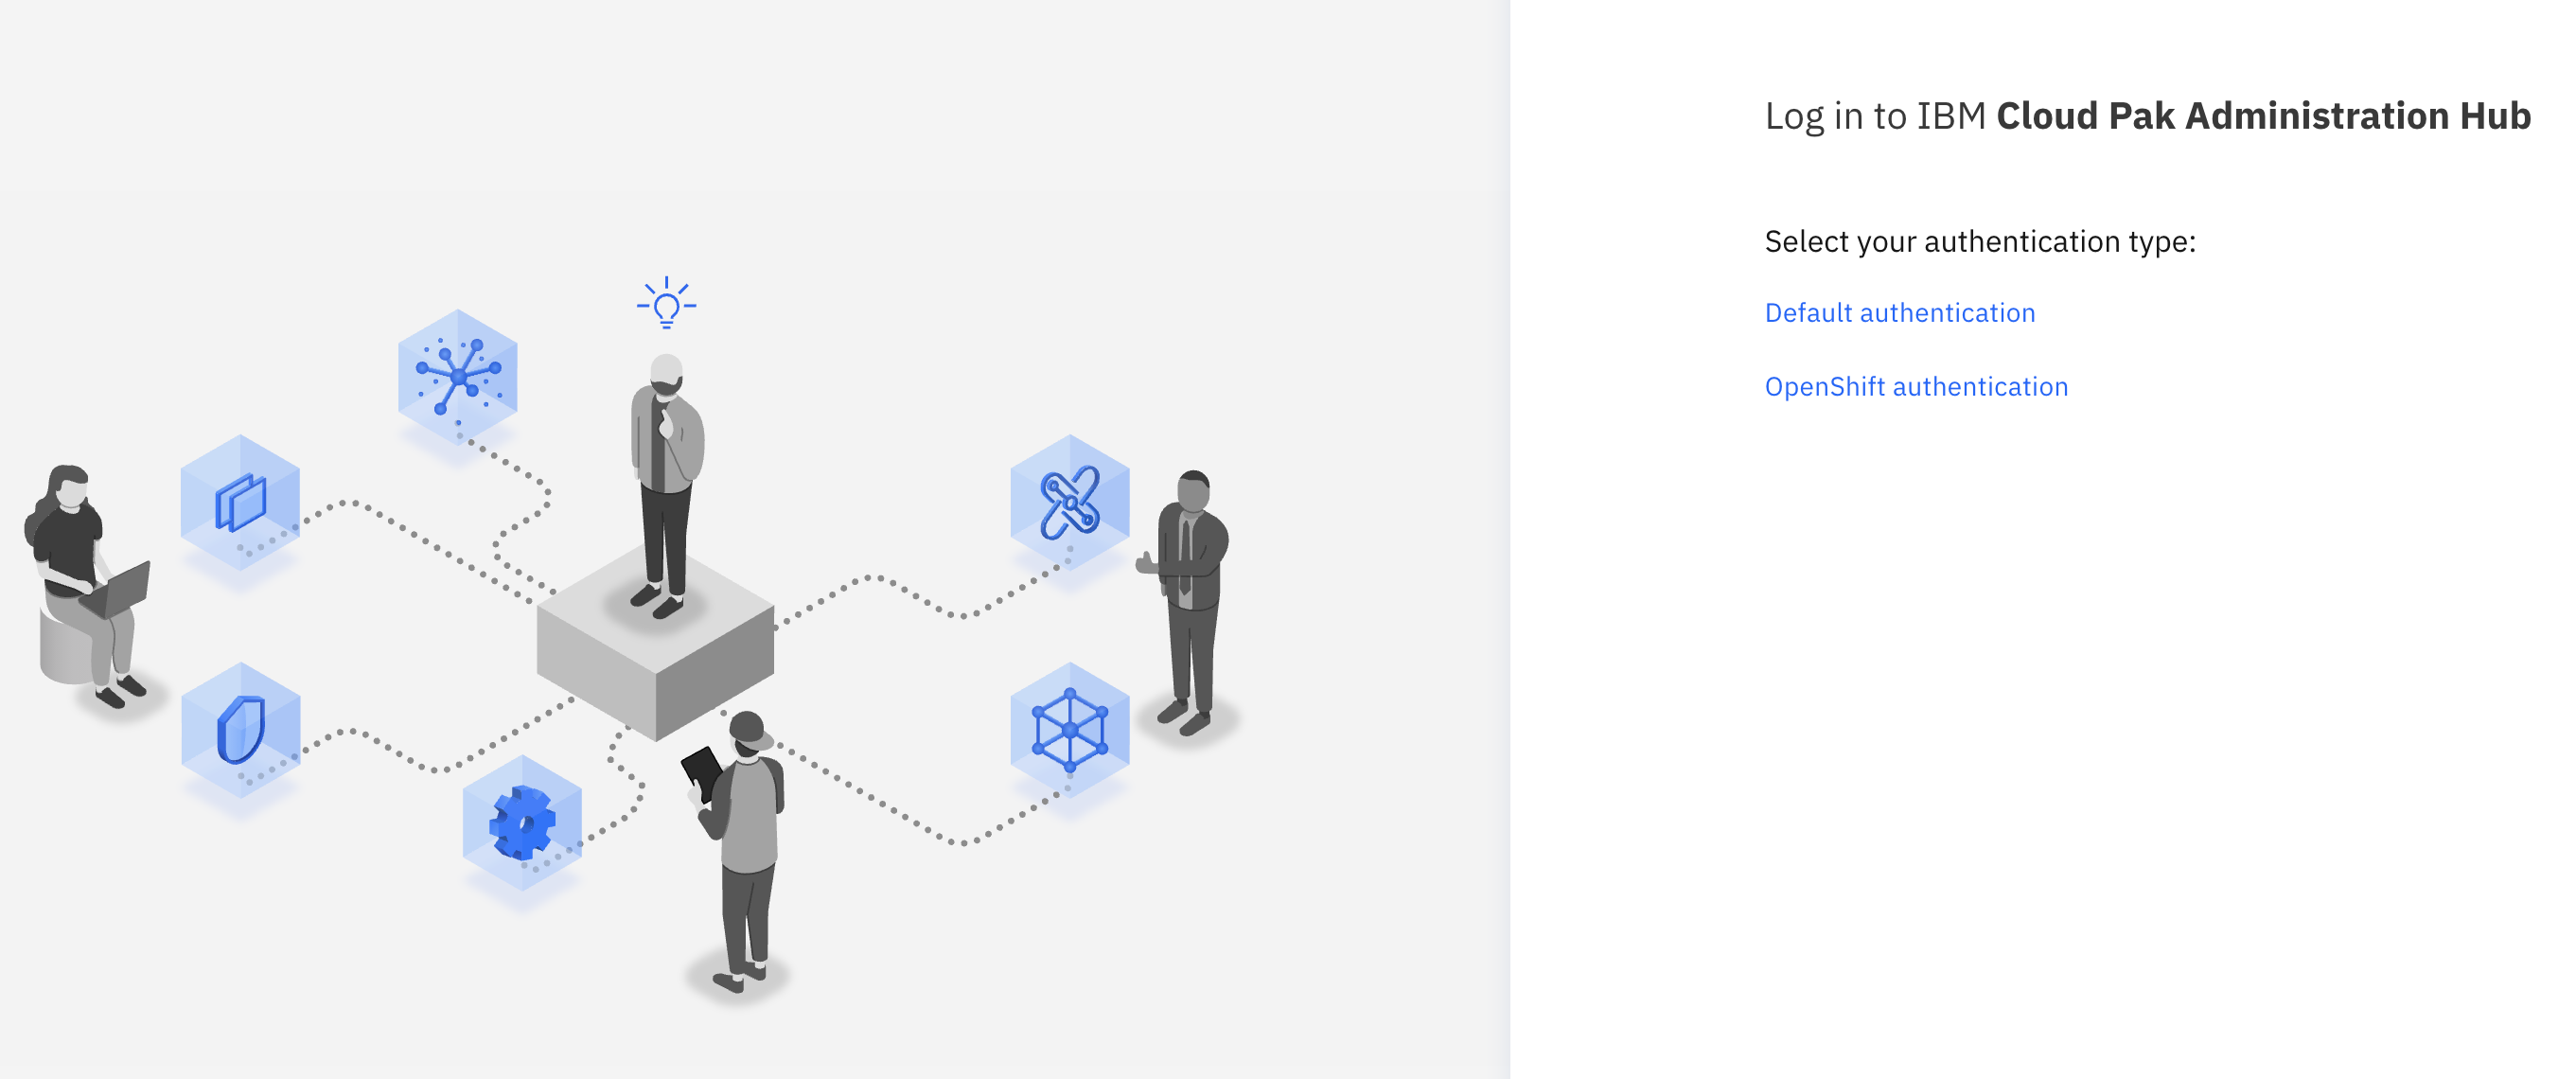 Log in to IBM Cloud Pak Administration Hub
Select your authentication type:
Default authentication
OpenShift authentication